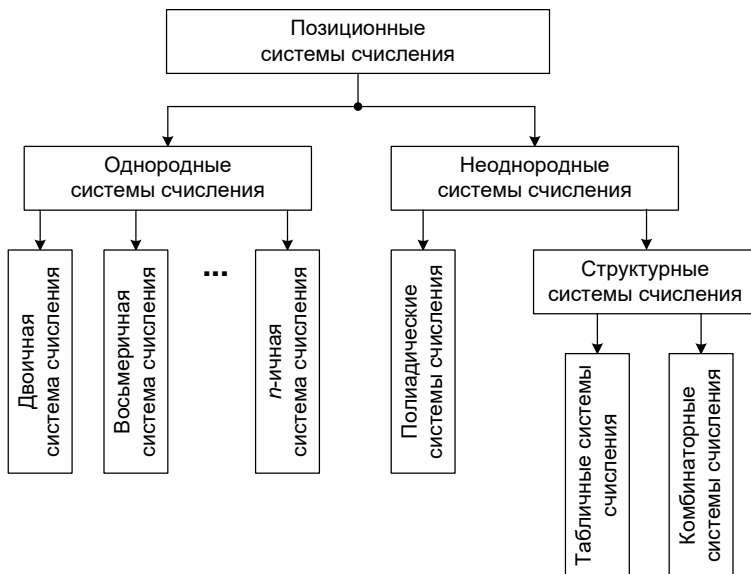 Позиционные
системы счисления
Однородные
системы счисления
Неоднородные
системы счисления
Двоичная
система счисления
Восьмеричная
система счисления
...
n-ичная
система счисления
Полиадические
системы счисления
Структурные
системы счисления
Табличные системы
счисления
Комбинаторные
системы счисления